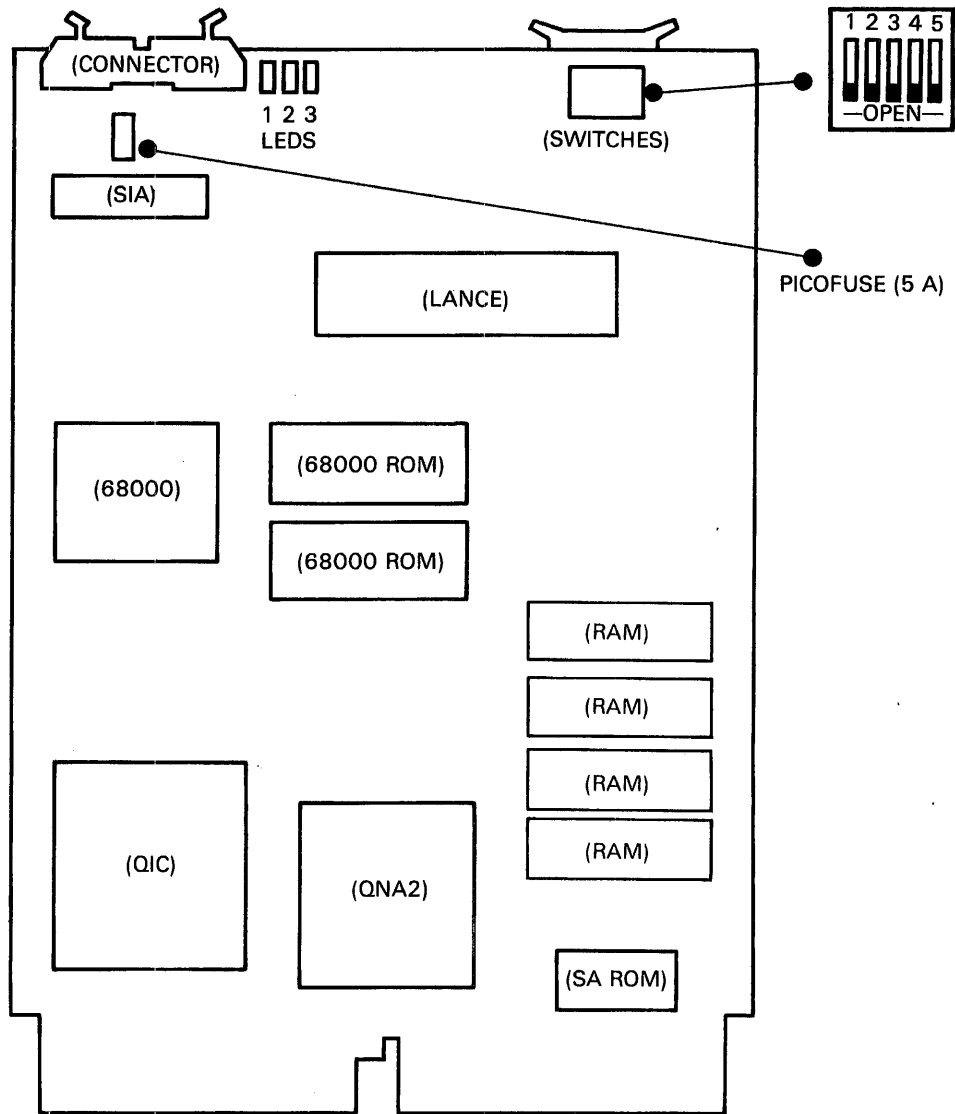 1 2 3 4 5
—OPEN—
(CONNECTOR)
1 2 3
LEDS
(SWITCHES)
(SIA)
PICOFUSE (5 A)
(LANCE)
(68000)
(68000 ROM)
(68000 ROM)
(RAM)
(RAM)
(RAM)
(RAM)
(QIC)
(QNA2)
(SA ROM)